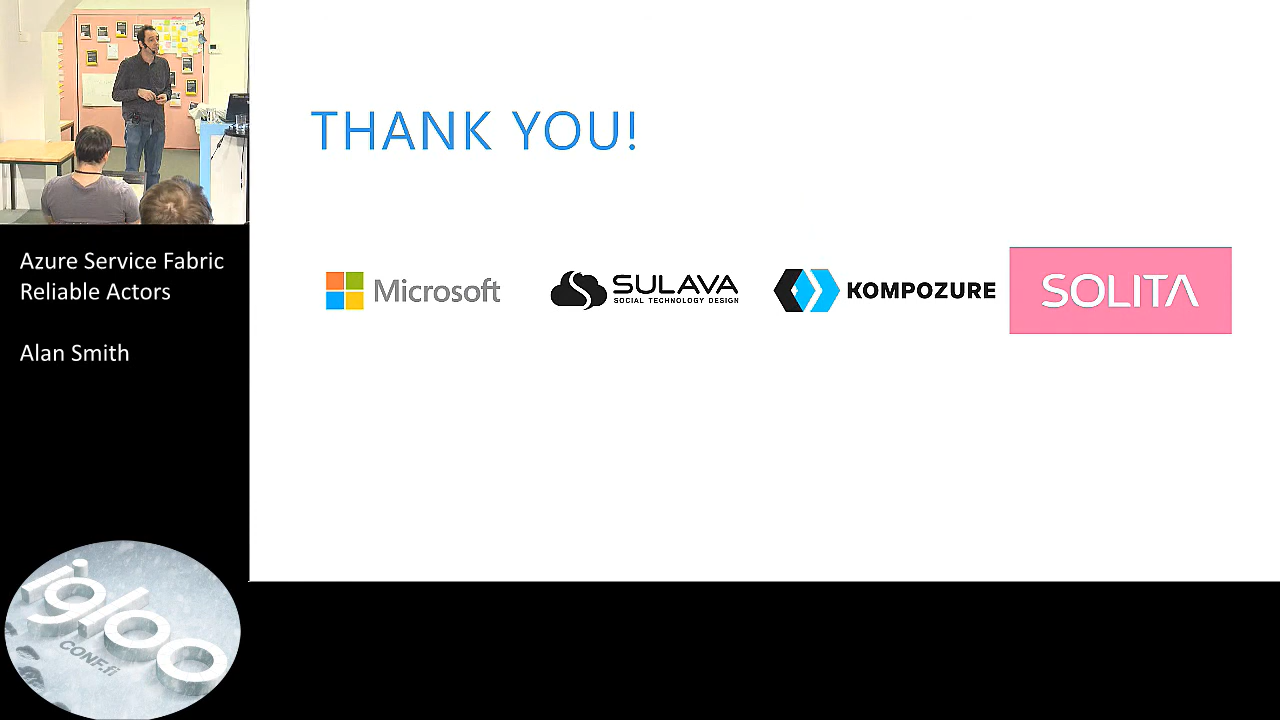 THANK YOU!
Microsoft
SULAVA
SOCIAL TECHNOLOGY DESIGN
KOMPOZURE
SOLITA
Azure Service Fabric
Reliable Actors
Alan Smith
igloo
CONF.fi